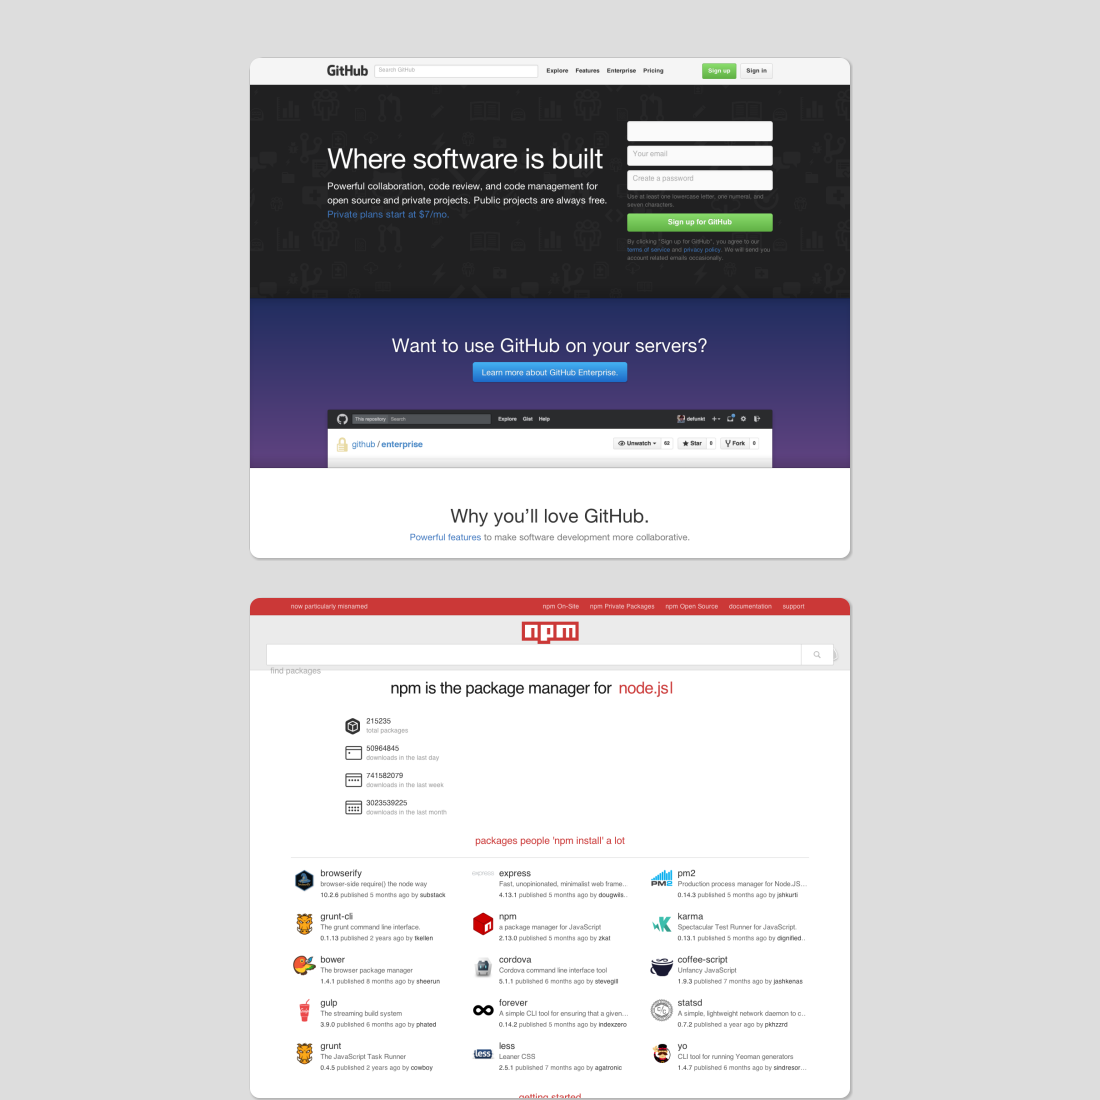 GitHub Search GitHub Explore Features Enterprise Pricing Sign up Sign in
Where software is built
Powerful collaboration, code review, and code management for
open source and private projects. Public projects are always free.
Private plans start at $7/mo.
Your email
Create a password
Use at least one lowercase letter, one numeral, and
seven characters.
Sign up for GitHub
By clicking "Sign up for GitHub", you agree to our
terms of service and privacy policy. We will send you
account related emails occasionally.
Want to use GitHub on your servers?
Learn more about GitHub Enterprise.
This repository Search Explore Gist Help defunkt
github / enterprise Unwatch 62 Star 0 Fork 0
Why you’ll love GitHub.
Powerful features to make software development more collaborative.
now particularly misnamed npm On-Site npm Private Packages npm Open Source documentation support
npm
find packages
npm is the package manager for node.js
215235
total packages
50964845
downloads in the last day
741582079
downloads in the last week
3023539225
downloads in the last month
packages people 'npm install' a lot
browserify
browser-side require() the node way
10.2.6 published 5 months ago by substack
express
Fast, unopinionated, minimalist web frame...
4.13.1 published 5 months ago by dougwils...
PM2
pm2
Production process manager for Node.JS...
0.14.3 published 5 months ago by jshkurti
grunt-cli
The grunt command line interface.
0.1.13 published 2 years ago by tkellen
npm
a package manager for JavaScript
2.13.0 published 5 months ago by zkat
karma
Spectacular Test Runner for JavaScript.
0.13.1 published 5 months ago by dignified...
bower
The browser package manager
1.4.1 published 8 months ago by sheerun
cordova
Cordova command line interface tool
5.1.1 published 6 months ago by stevegill
coffee-script
Unfancy JavaScript
1.9.3 published 7 months ago by jashkenas
gulp
The streaming build system
3.9.0 published 6 months ago by phated
forever
A simple CLI tool for ensuring that a given...
0.14.2 published 5 months ago by indexzero
statsd
A simple, lightweight network daemon to c...
0.7.2 published a year ago by pkhzzrd
grunt
The JavaScript Task Runner
0.4.5 published 2 years ago by cowboy
less
less
Leaner CSS
2.5.1 published 7 months ago by agatronic
yo
CLI tool for running Yeoman generators
1.4.7 published 6 months ago by sindresor...
getting started